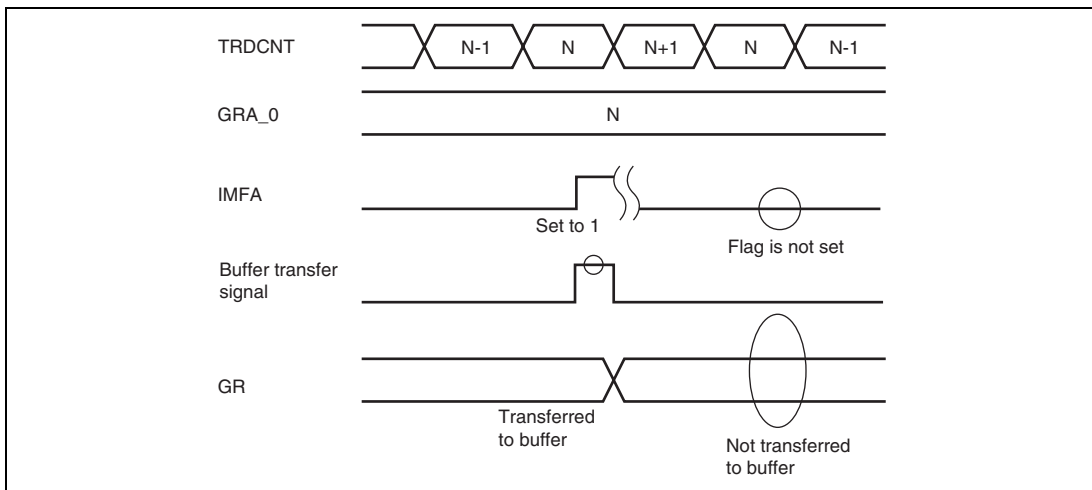 TRDCNT
N-1 N N+1 N N-1
GRA_0
N
IMFA
Set to 1
Flag is not set
Buffer transfer
signal
GR
Transferred
to buffer
Not transferred
to buffer